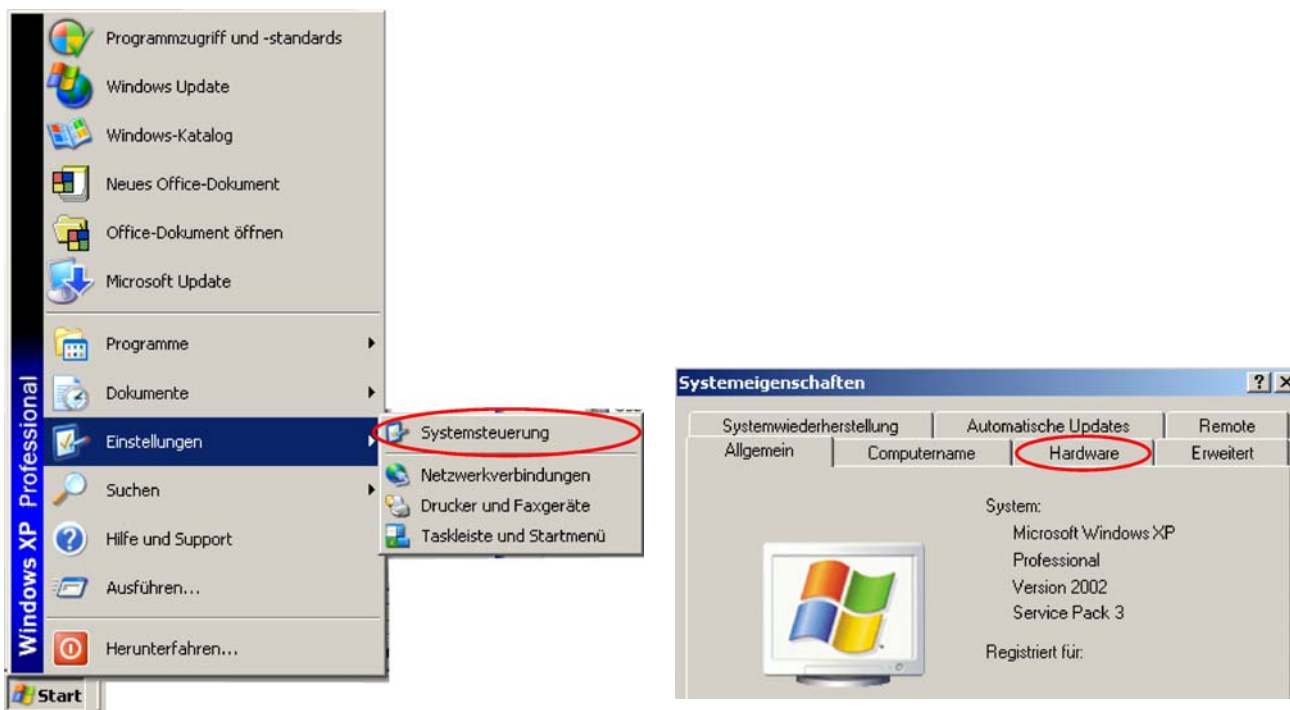 Programmzugriff und -standards
Windows Update
Windows-Katalog
Neues Office-Dokument
Office-Dokument öffnen
Microsoft Update
Programme
Dokumente
Einstellungen
Suchen
Hilfe und Support
Ausführen...
Herunterfahren...
Windows XP Professional
Start
Systemsteuerung
Netzwerkverbindungen
Drucker und Faxgeräte
Taskleiste und Startmenü
Systemeigenschaften
Systemwiederherstellung Automatische Updates Remote
Allgemein Computername Hardware Erweitert
System:
Microsoft Windows XP
Professional
Version 2002
Service Pack 3
Registriert für: